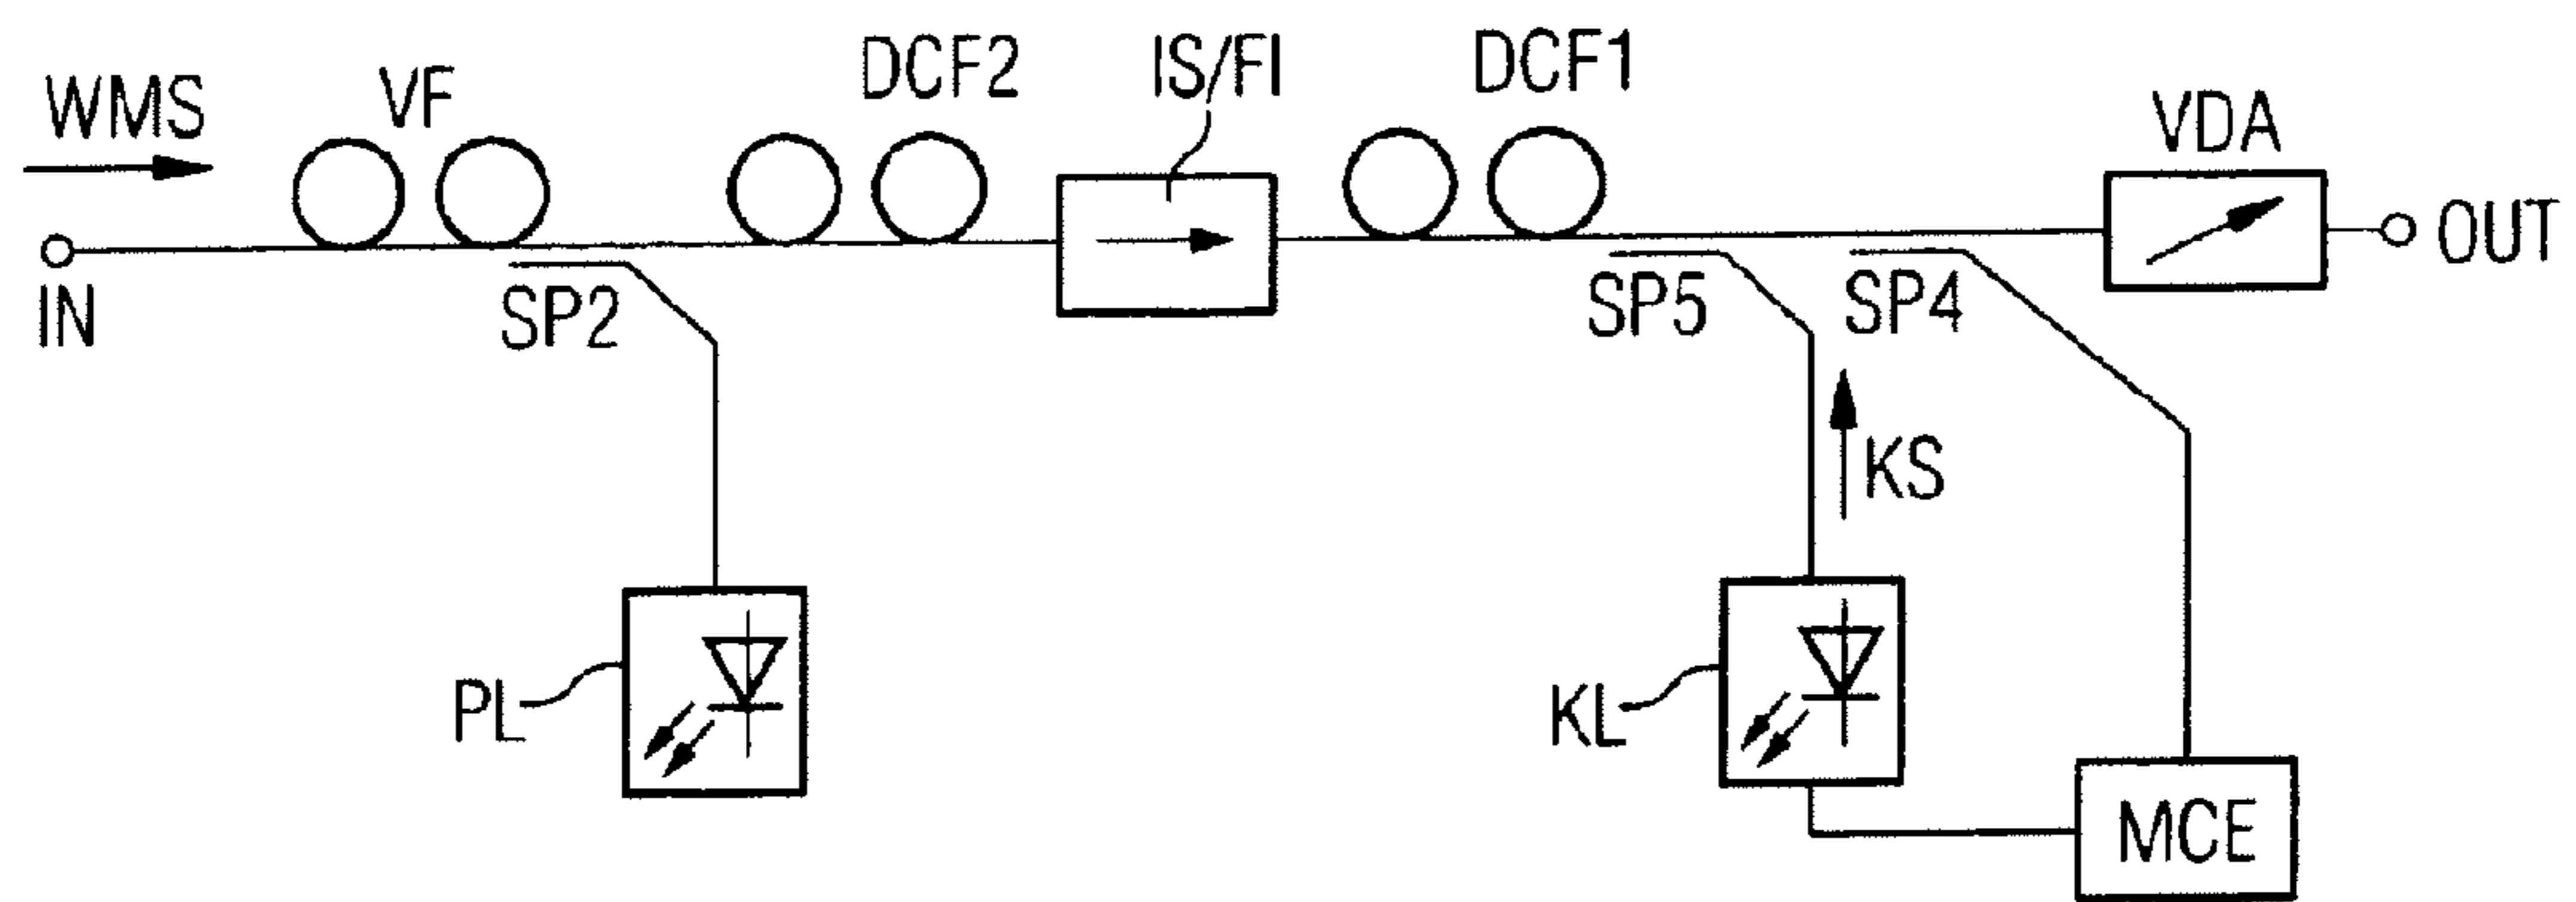 WMS
VF
DCF2
IS/FI
DCF1
VDA
IN
SP2
SP5
SP4
OUT
KS
PL
KL
MCE